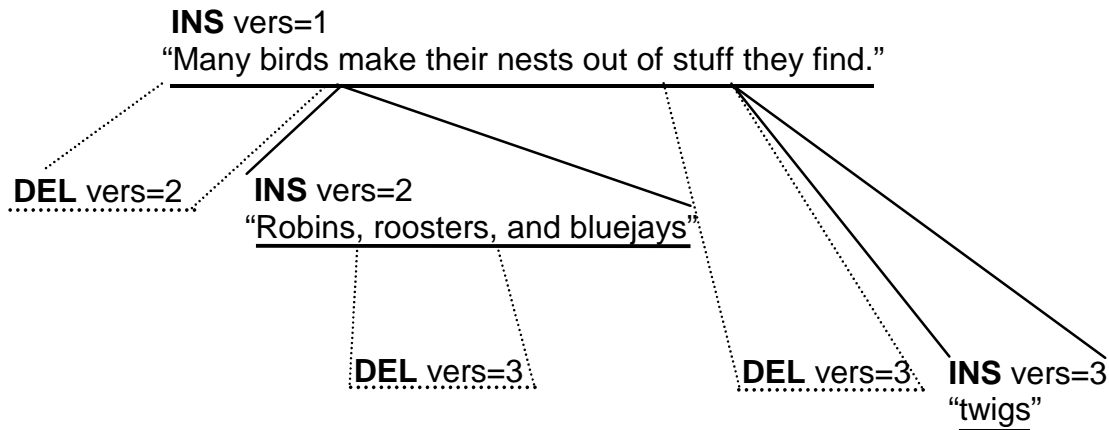 INS vers=1
“Many birds make their nests out of stuff they find.”
DEL vers=2
INS vers=2
“Robins, roosters, and bluejays”
DEL vers=3
DEL vers=3
INS vers=3
“twigs”